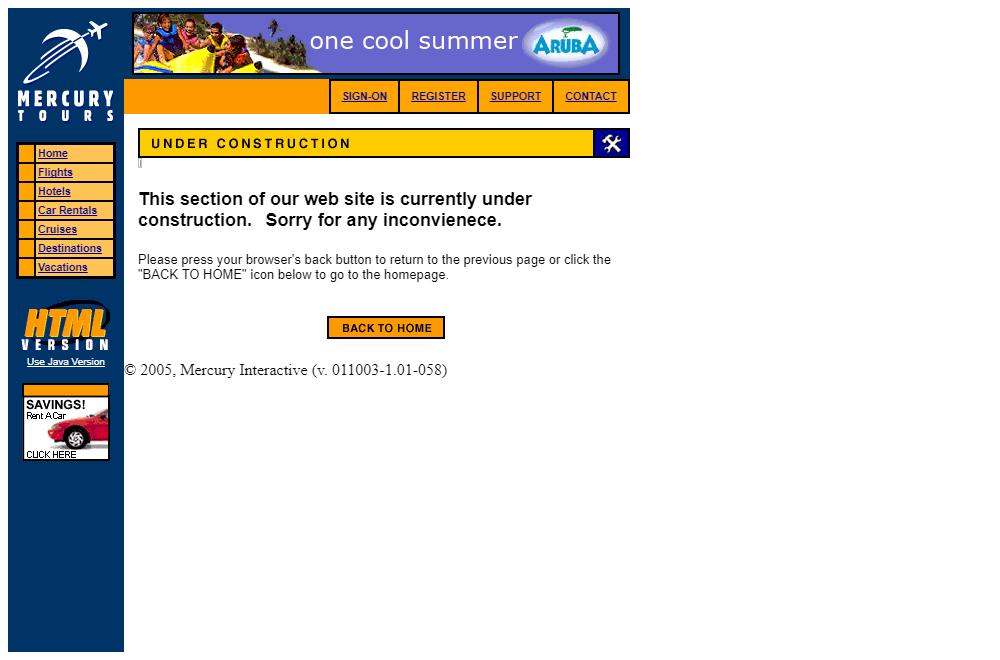 one cool summer
ARUBA
MERCURY
TOURS
SIGN-ON
REGISTER
SUPPORT
CONTACT
Home
Flights
Hotels
Car Rentals
Cruises
Destinations
Vacations
HTML
VERSION
Use Java Version
SAVINGS!
Rent A Car
CLICK HERE
UNDER CONSTRUCTION
This section of our web site is currently under
construction. Sorry for any inconvienece.
Please press your browser's back button to return to the previous page or click the
"BACK TO HOME" icon below to go to the homepage.
BACK TO HOME
© 2005, Mercury Interactive (v. 011003-1.01-058)